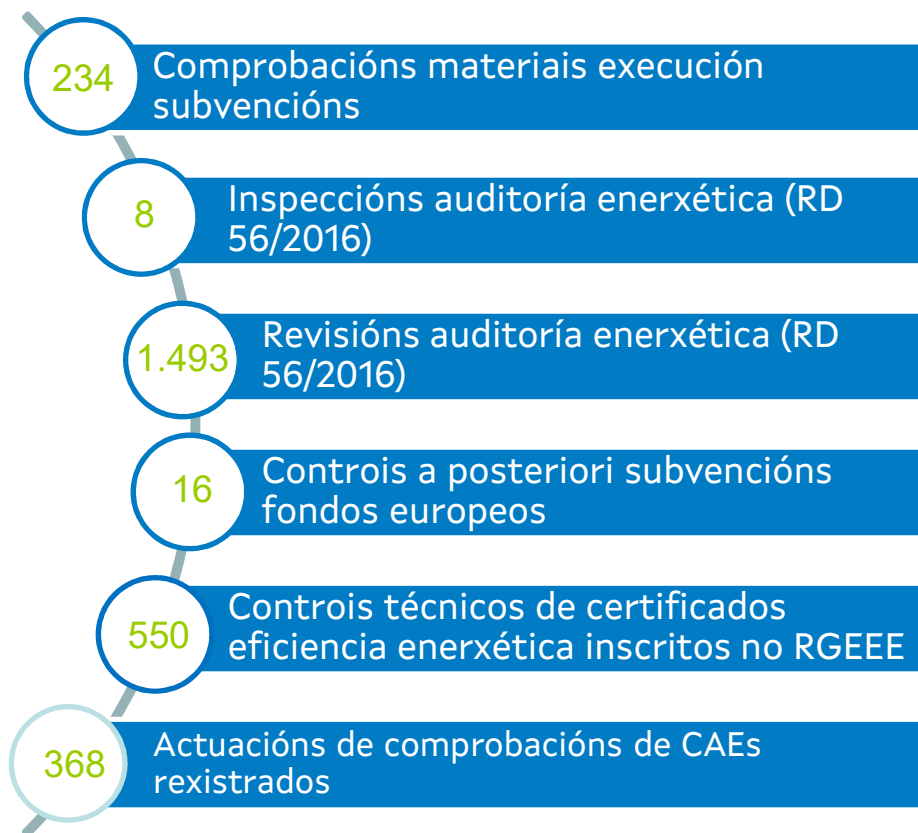 234
Comprobacións materiais execución
subvencións
8
Inspeccións auditoría enerxética (RD
56/2016)
1.493
Revisións auditoría enerxética (RD
56/2016)
16
Controis a posteriori subvencións
fondos europeos
550
Controis técnicos de certificados
eficiencia enerxética inscritos no RGEEE
368
Actuacións de comprobacións de CAEs
rexistrados